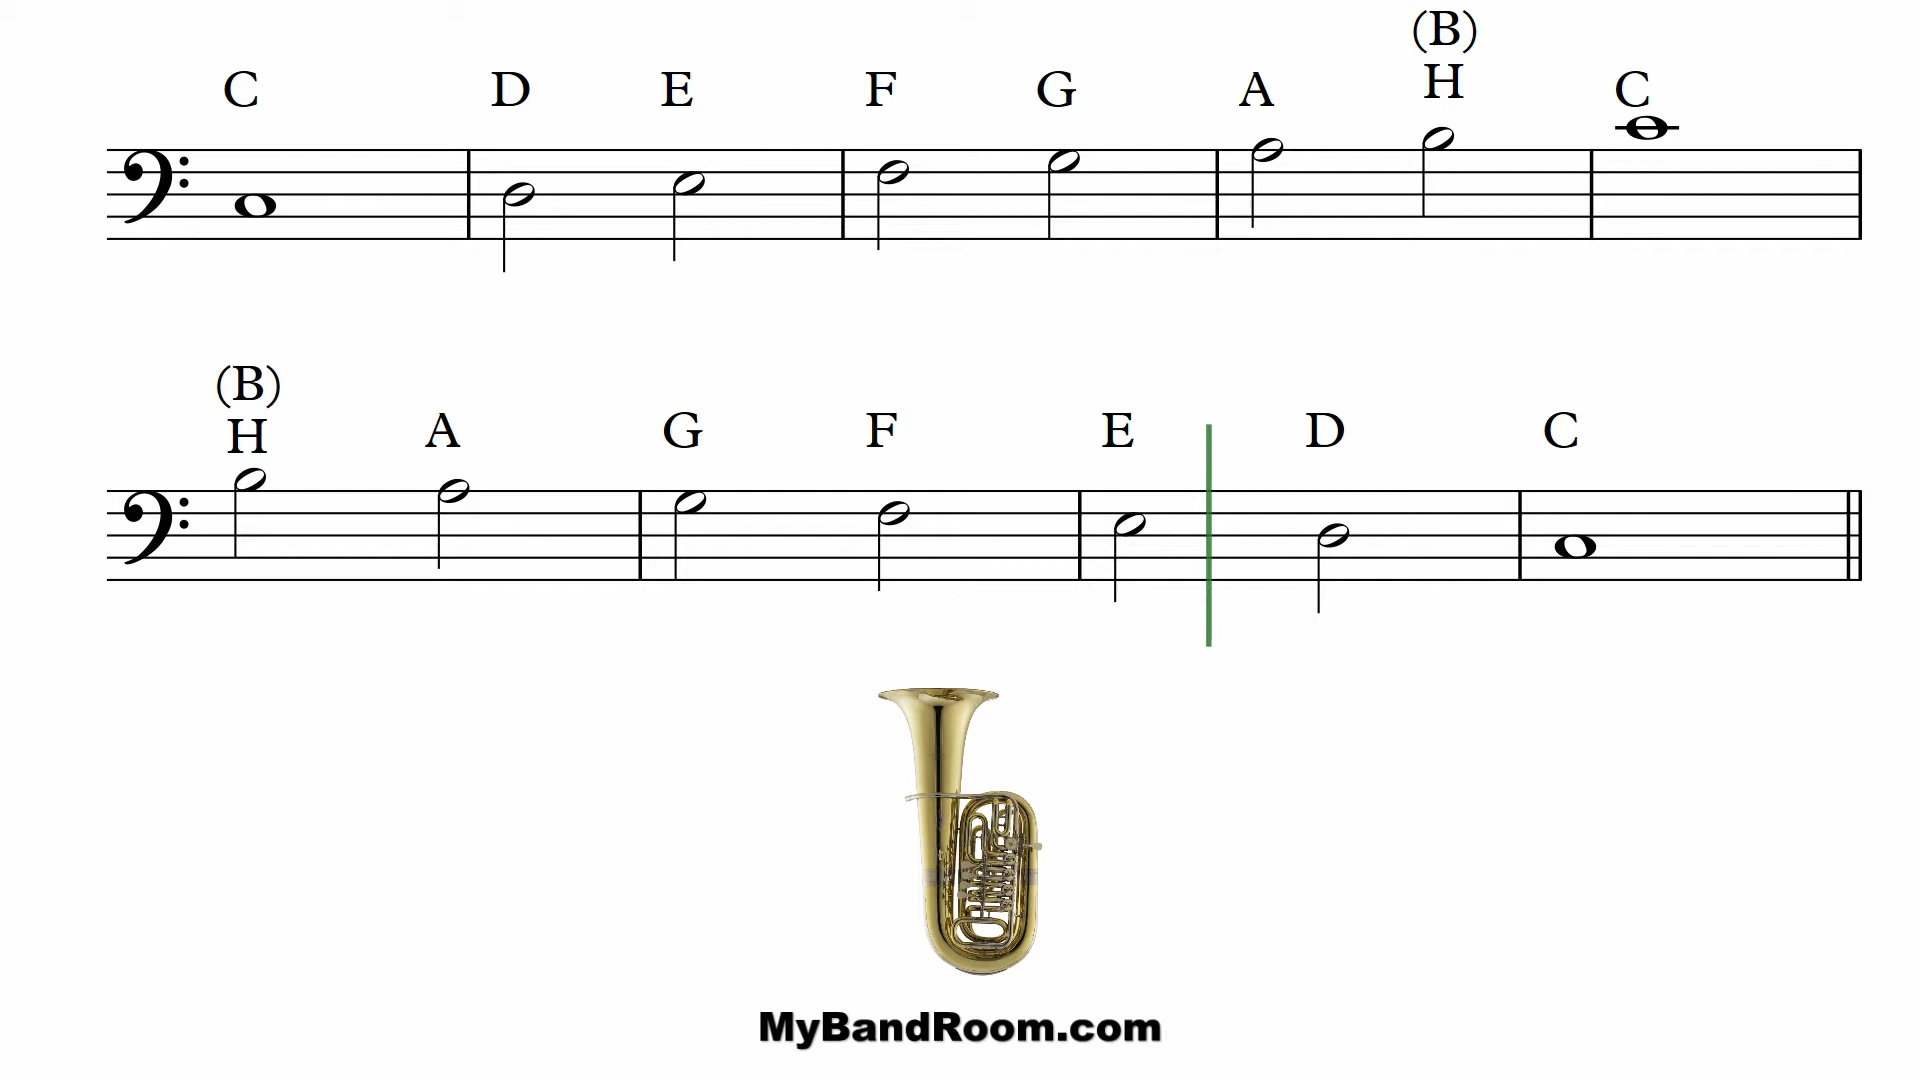 (B)
C D E F G A H C
(B)
H A G F E D C
MyBandRoom.com